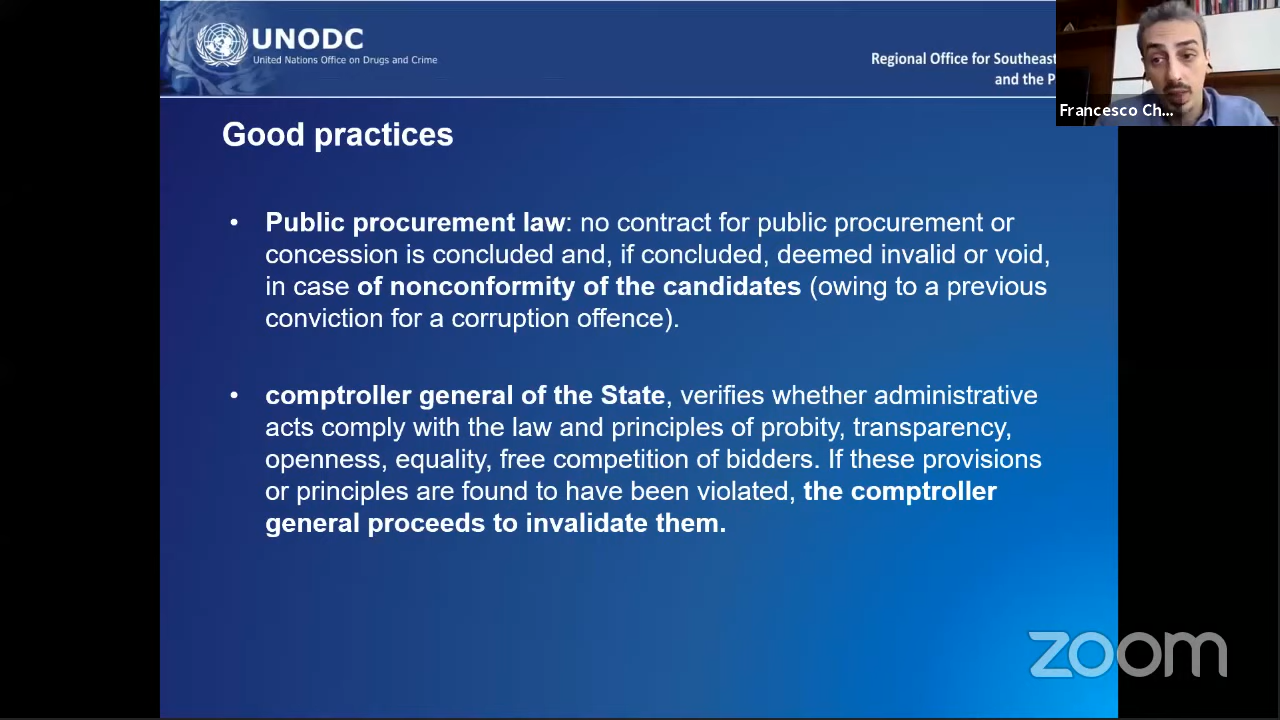 UNODC
United Nations Office on Drugs and Crime
Regional Office for Southeast
and the P
Francesco Ch...
Good practices
• Public procurement law: no contract for public procurement or
concession is concluded and, if concluded, deemed invalid or void,
in case of nonconformity of the candidates (owing to a previous
conviction for a corruption offence).
• comptroller general of the State, verifies whether administrative
acts comply with the law and principles of probity, transparency,
openness, equality, free competition of bidders. If these provisions
or principles are found to have been violated, the comptroller
general proceeds to invalidate them.
zoom